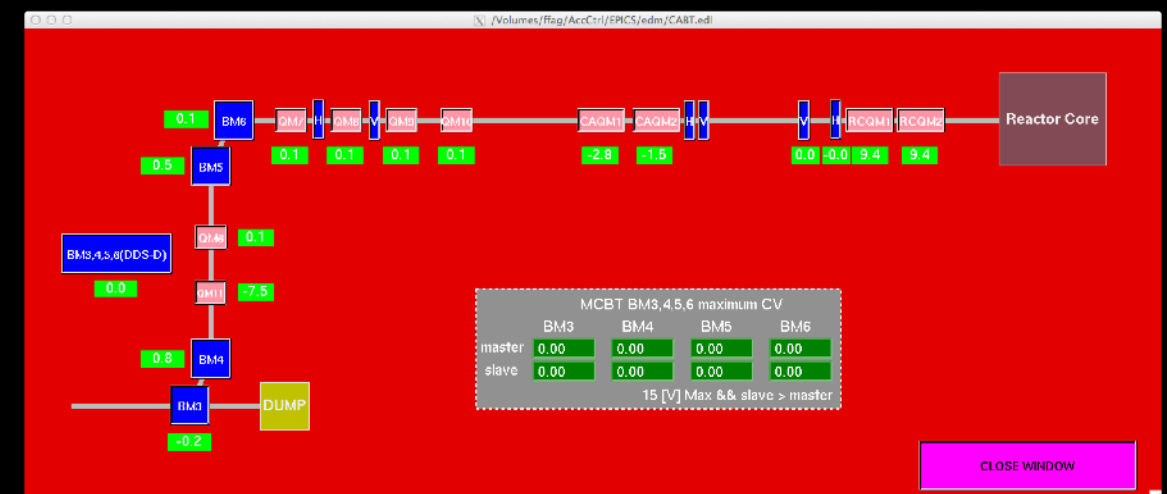 X /Volumes/ffag/AccCtrl/EPICS/edm/CABT.edl
0.1 BM6 QM7 H QM8 V QM9 QM10 CAQM1 CAQM2 H V V H RCQM1 RCQM2 Reactor Core
0.1 0.1 0.1 0.1 -2.8 -1.5 0.0 -0.0 9.4 9.4
0.5 BM5
0.1
BM3,4,5,6(DDS-D)
0.0
QM11 -7.5
0.8 BM4
BM3 DUMP
-0.2
MCBT BM3,4,5,6 maximum CV
BM3 BM4 BM5 BM6
master 0.00 0.00 0.00 0.00
slave 0.00 0.00 0.00 0.00
15 [V] Max && slave > master
CLOSE WINDOW